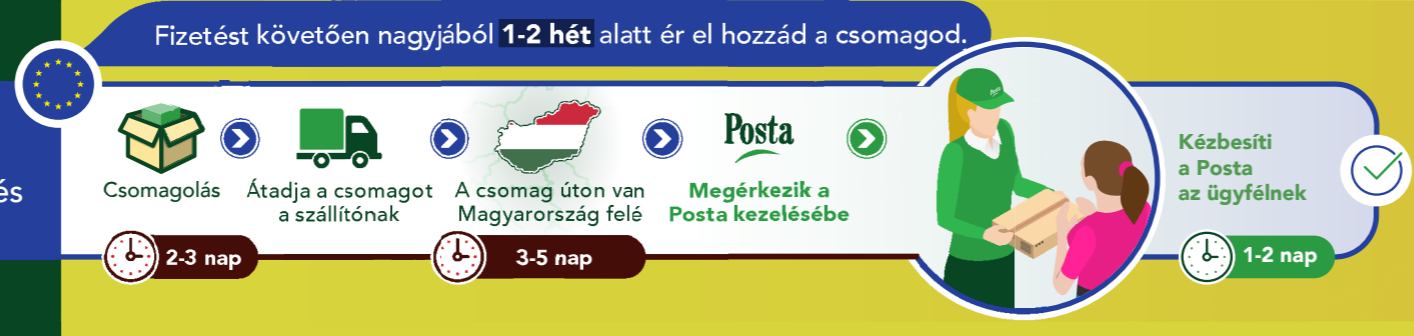 Fizetést követően nagyjából 1-2 hét alatt ér el hozzád a csomagod.
és
Csomagolás
2-3 nap
Átadja a csomagot
a szállítónak
A csomag úton van
Magyarország felé
3-5 nap
Posta
Megérkezik a
Posta kezelésébe
Posta
Kézbesíti
a Posta
az ügyfélnek
1-2 nap